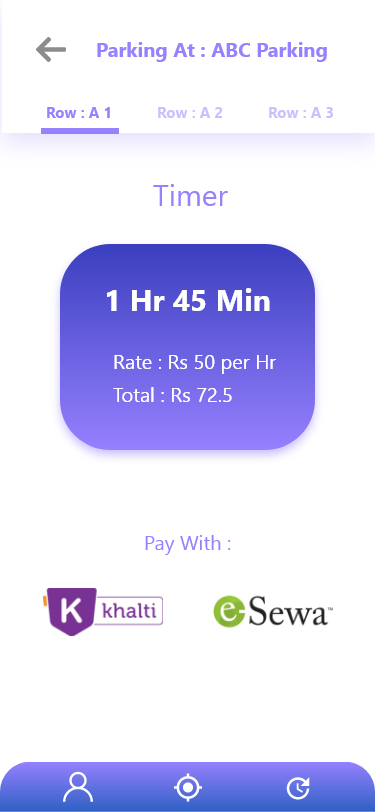 Parking At : ABC Parking
Row : A 1 Row : A 2 Row : A 3
Timer
1 Hr 45 Min
Rate : Rs 50 per Hr
Total : Rs 72.5
Pay With :
K khalti e-Sewa™